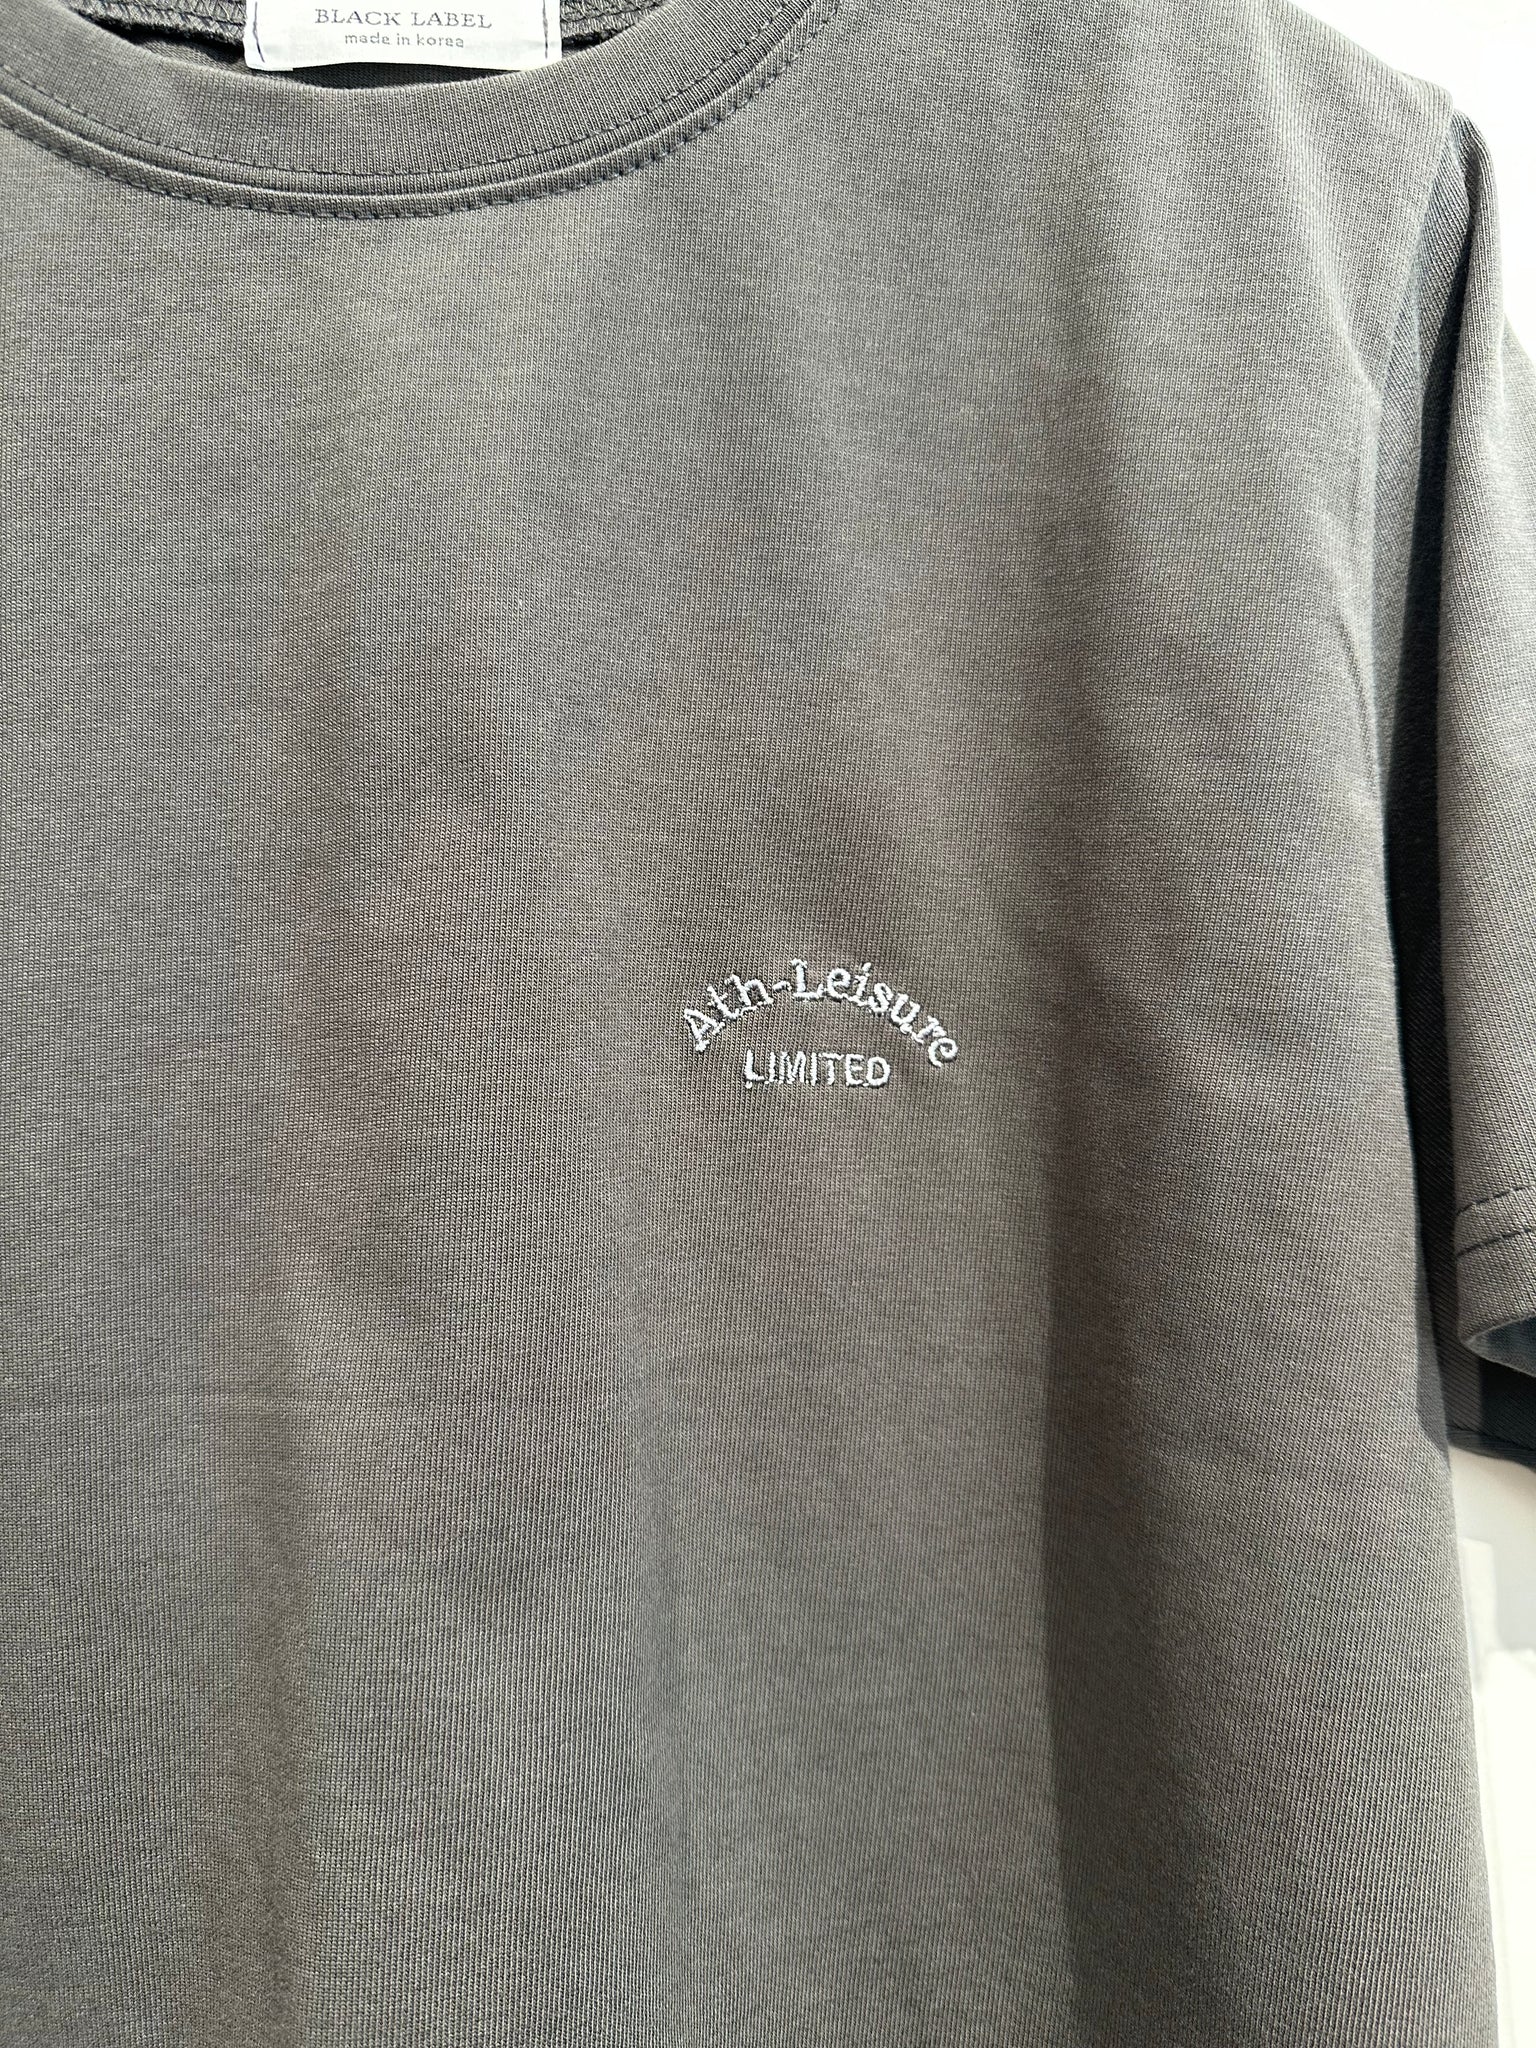 BLACK LABEL
made in korea
Ath-Leisure
LIMITED